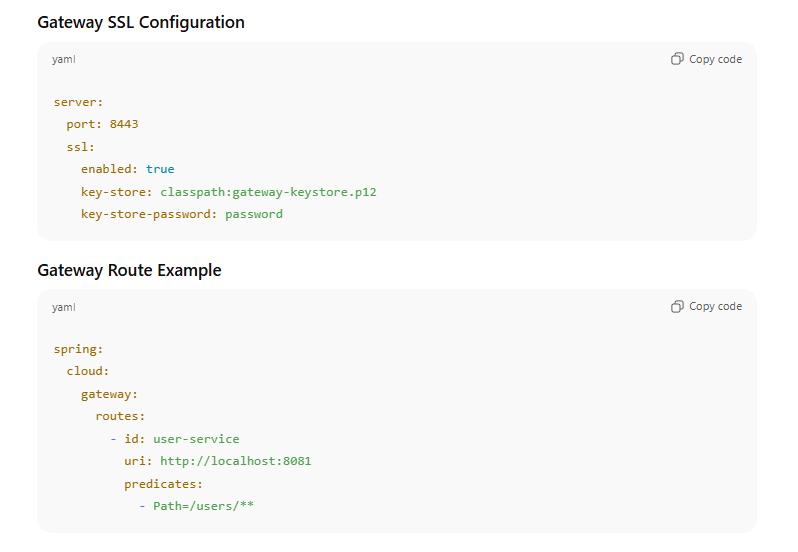 Gateway SSL Configuration
yaml
Copy code
server:
  port: 8443
  ssl:
    enabled: true
    key-store: classpath:gateway-keystore.p12
    key-store-password: password
Gateway Route Example
yaml
Copy code
spring:
  cloud:
    gateway:
      routes:
        - id: user-service
          uri: http://localhost:8081
          predicates:
            - Path=/users/**